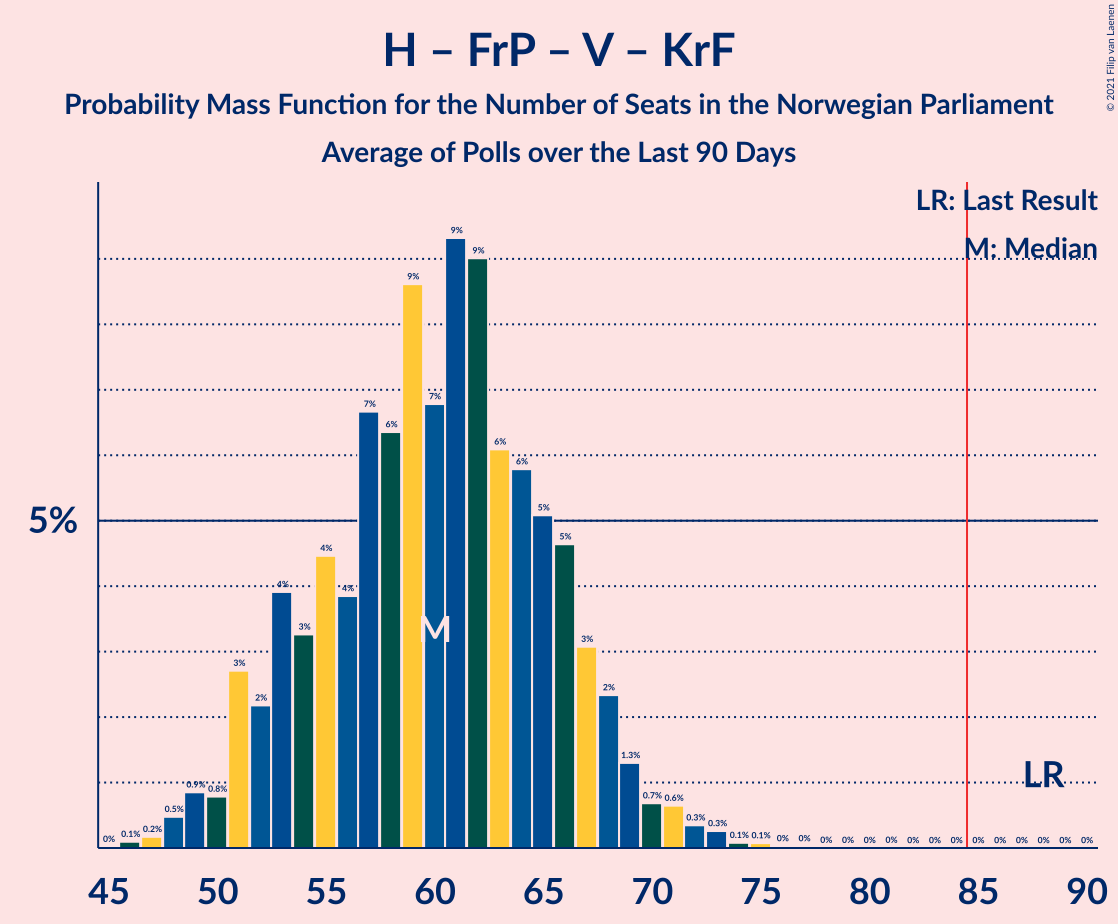 H – FrP – V – KrF
Probability Mass Function for the Number of Seats in the Norwegian Parliament
Average of Polls over the Last 90 Days
© 2021 Filip van Laenen
LR: Last Result
M: Median
5%
0% 0.1% 0.2% 0.5% 0.9% 0.8% 3% 2% 4% 3% 4% 4% 7% 6% 9% 7% 9% 9% 6% 6% 5% 5% 3% 2% 1.3% 0.7% 0.6% 0.3% 0.3% 0.1% 0.1% 0% 0% 0% 0% 0% 0% 0% 0% 0% 0% 0% 0% 0% 0% 0%
M
LR
45 50 55 60 65 70 75 80 85 90